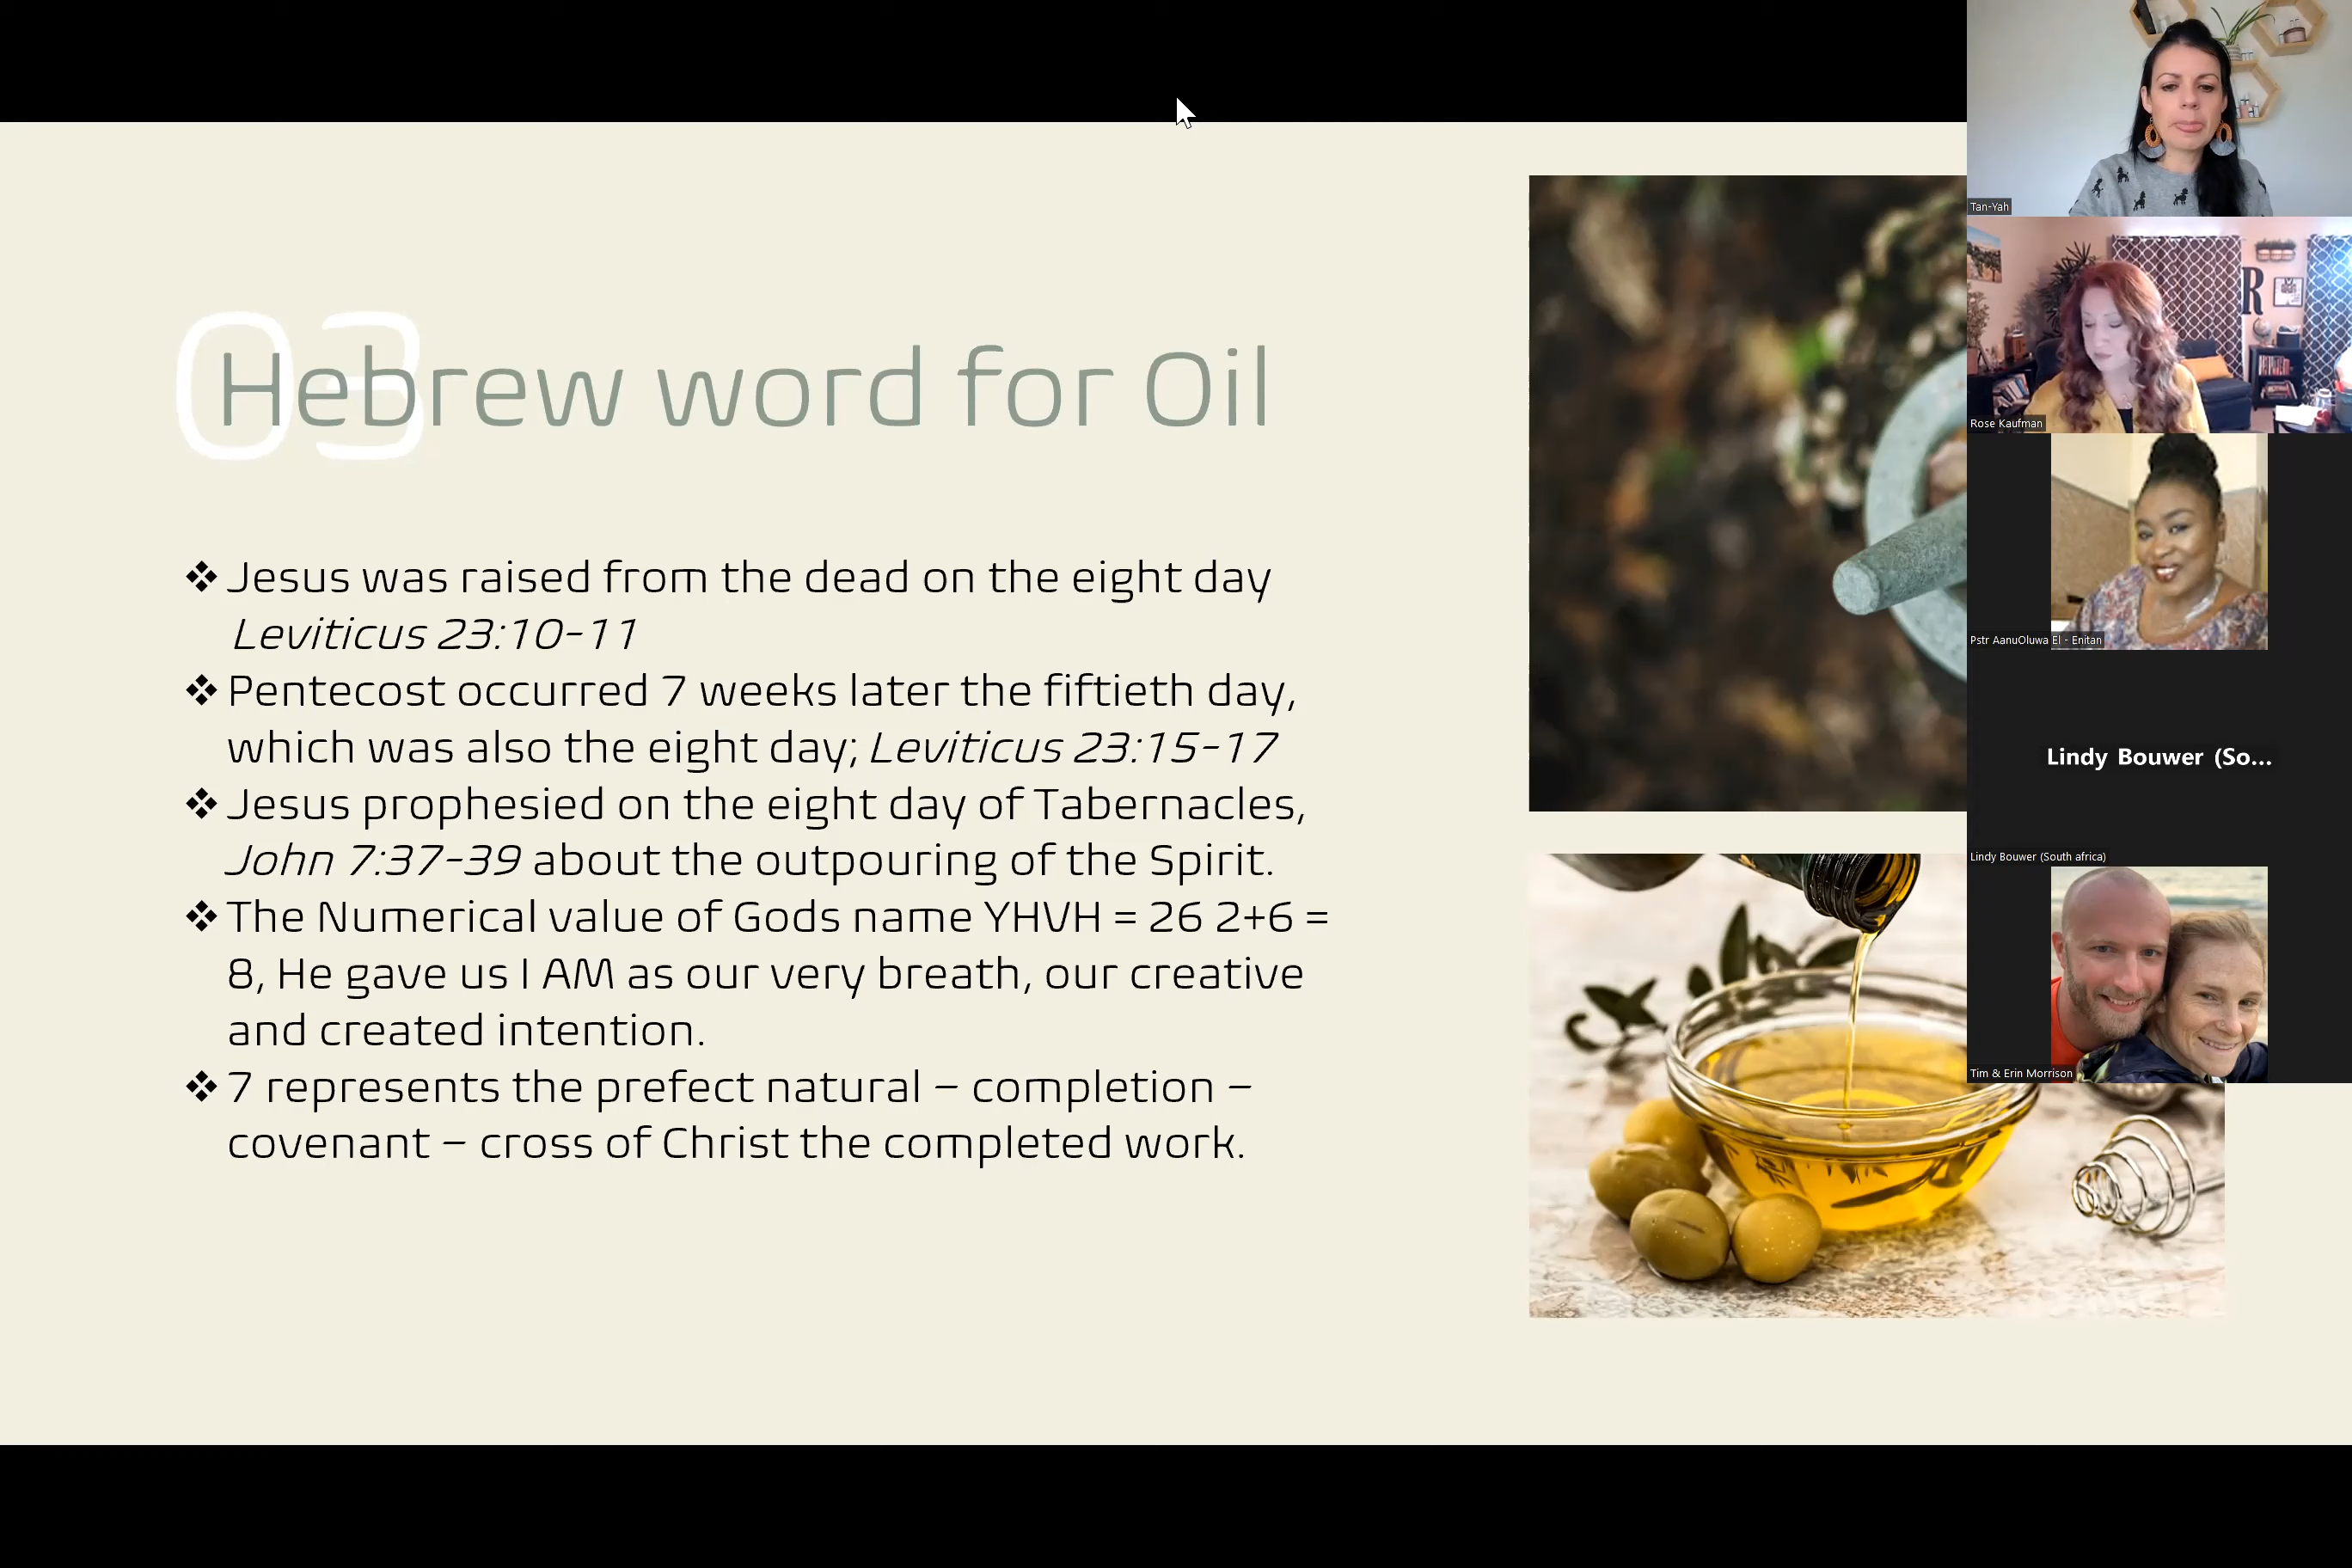 03
Hebrew word for Oil
❖ Jesus was raised from the dead on the eight day
Leviticus 23:10-11
❖ Pentecost occurred 7 weeks later the fiftieth day,
which was also the eight day; Leviticus 23:15-17
❖ Jesus prophesied on the eight day of Tabernacles,
John 7:37-39 about the outpouring of the Spirit.
❖ The Numerical value of Gods name YHVH = 26 2+6 =
8, He gave us I AM as our very breath, our creative
and created intention.
❖ 7 represents the prefect natural – completion –
covenant – cross of Christ the completed work.
Tan-Yah
R
Rose Kaufman
Pstr AanuOluwa El - Enitan
Lindy Bouwer (So...
Lindy Bouwer (South africa)
Tim & Erin Morrison